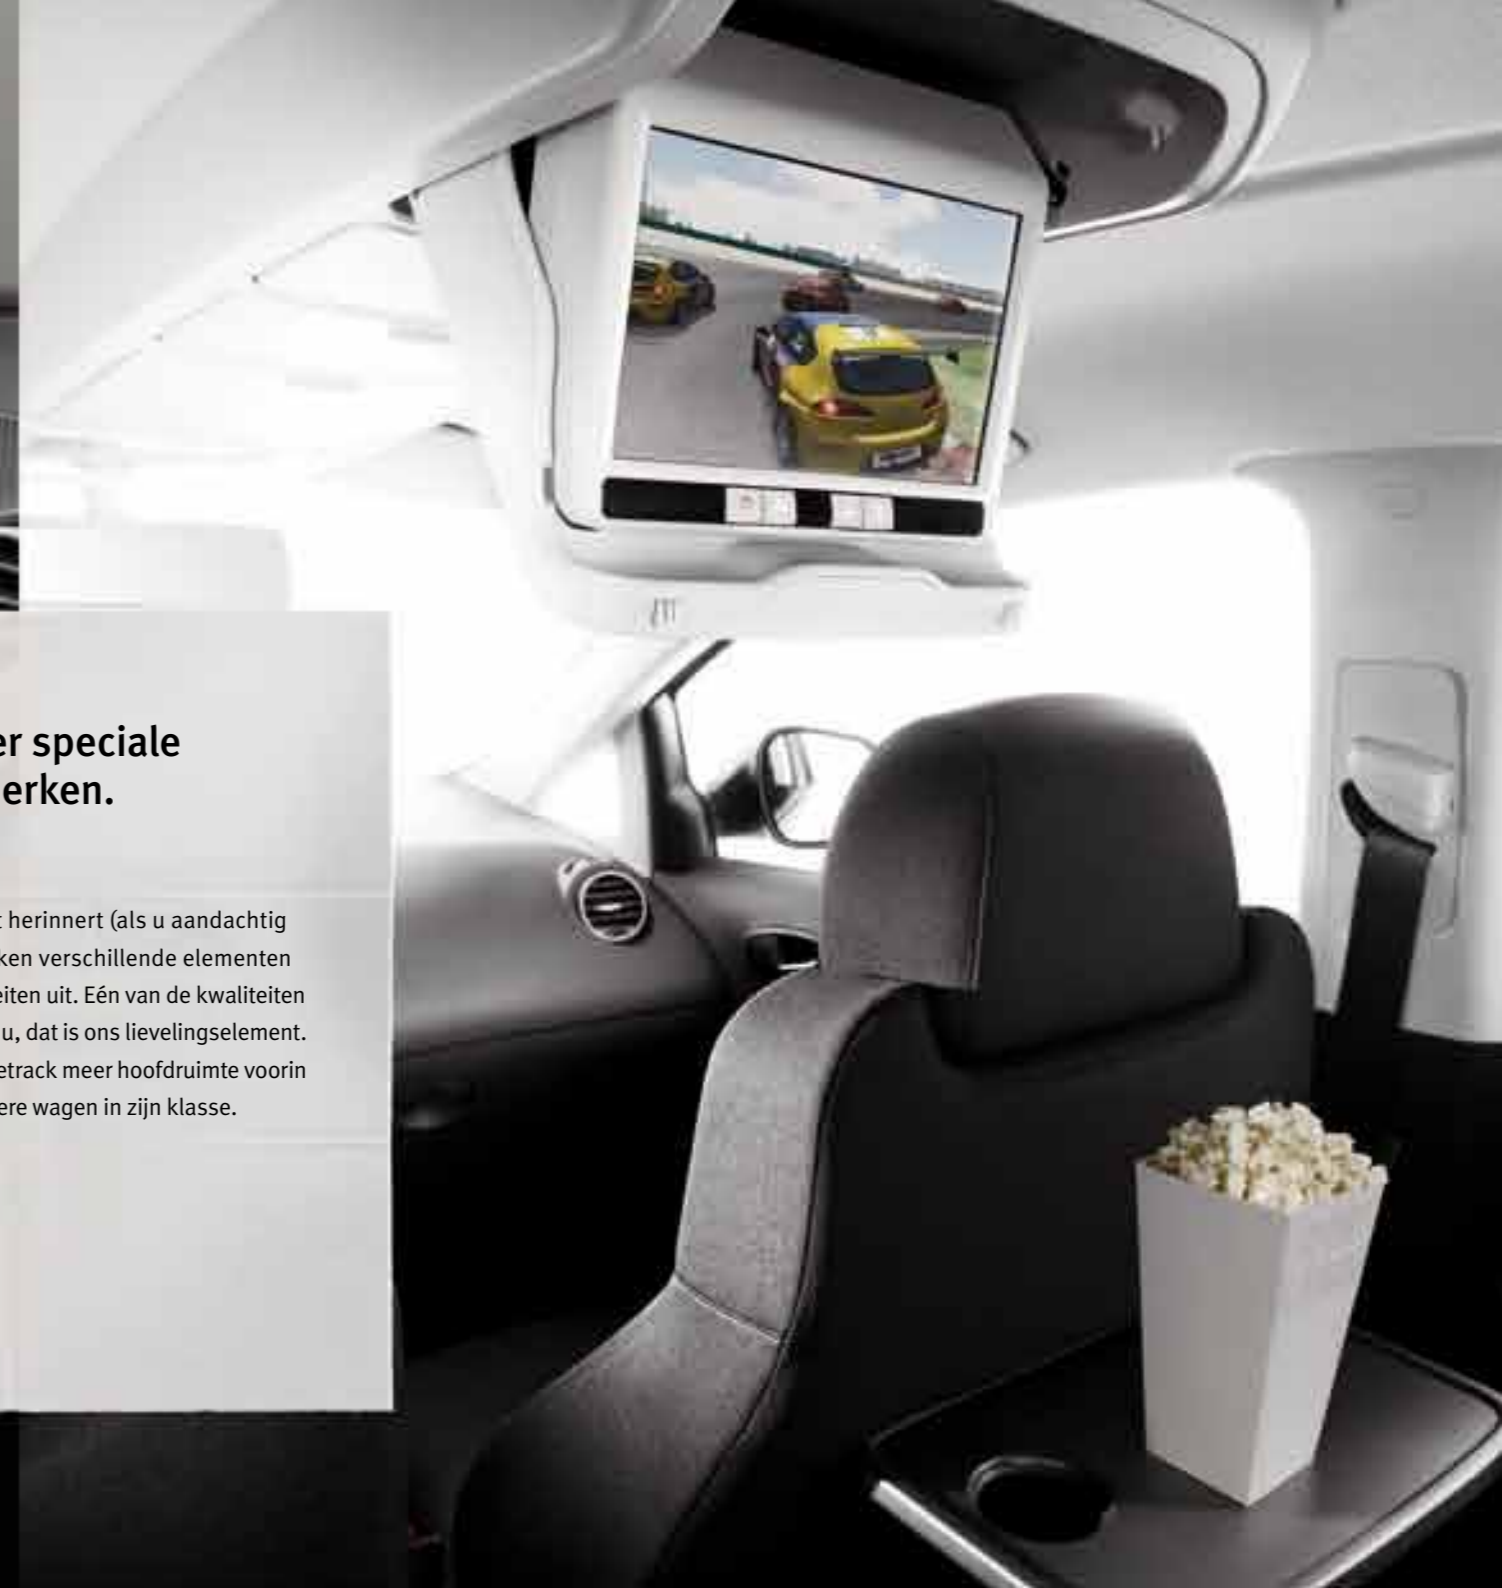 er speciale
erken.
t herinnert (als u aandachtig
ken verschillende elementen
eiten uit. Eén van de kwaliteiten
u, dat is ons lievelingselement.
etrack meer hoofdruimte voorin
ere wagen in zijn klasse.